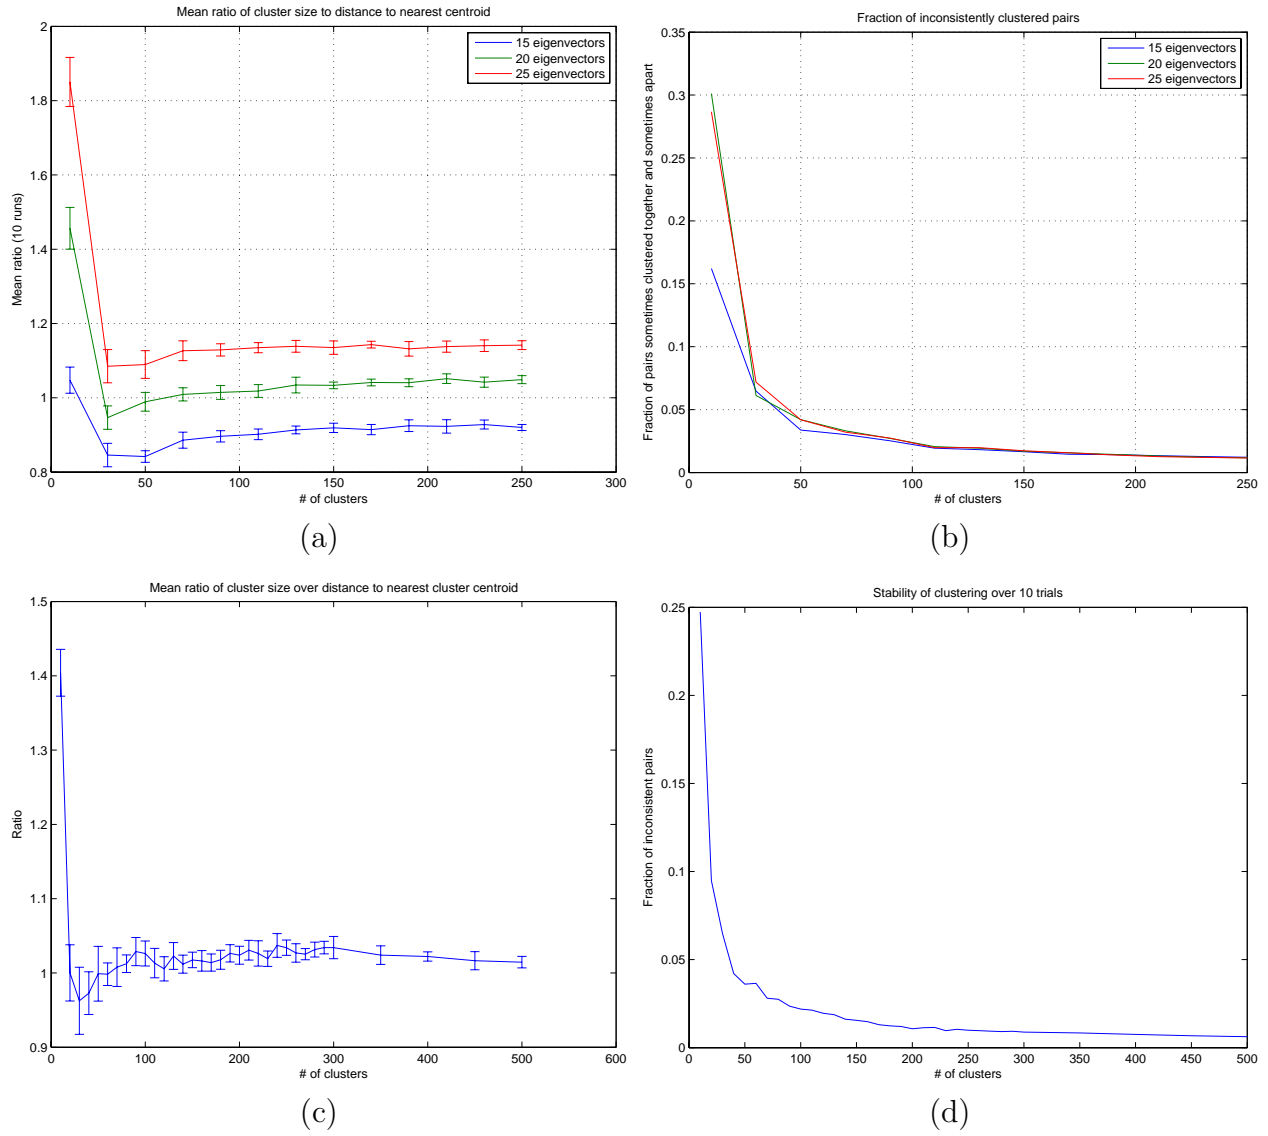 Mean ratio of cluster size to distance to nearest centroid
2
1.8
1.6
1.4
1.2
1
0.8
Mean ratio (10 runs)
15 eigenvectors
20 eigenvectors
25 eigenvectors
0 50 100 150 200 250 300
# of clusters
(a)
Fraction of inconsistently clustered pairs
0.35
0.3
0.25
0.2
0.15
0.1
0.05
0
Fraction of pairs sometimes clustered together and sometimes apart
15 eigenvectors
20 eigenvectors
25 eigenvectors
0 50 100 150 200 250
# of clusters
(b)
Mean ratio of cluster size over distance to nearest cluster centroid
1.5
1.4
1.3
1.2
1.1
1
0.9
Ratio
0 100 200 300 400 500 600
# of clusters
(c)
Stability of clustering over 10 trials
0.25
0.2
0.15
0.1
0.05
0
Fraction of inconsistent pairs
0 50 100 150 200 250 300 350 400 450 500
# of clusters
(d)